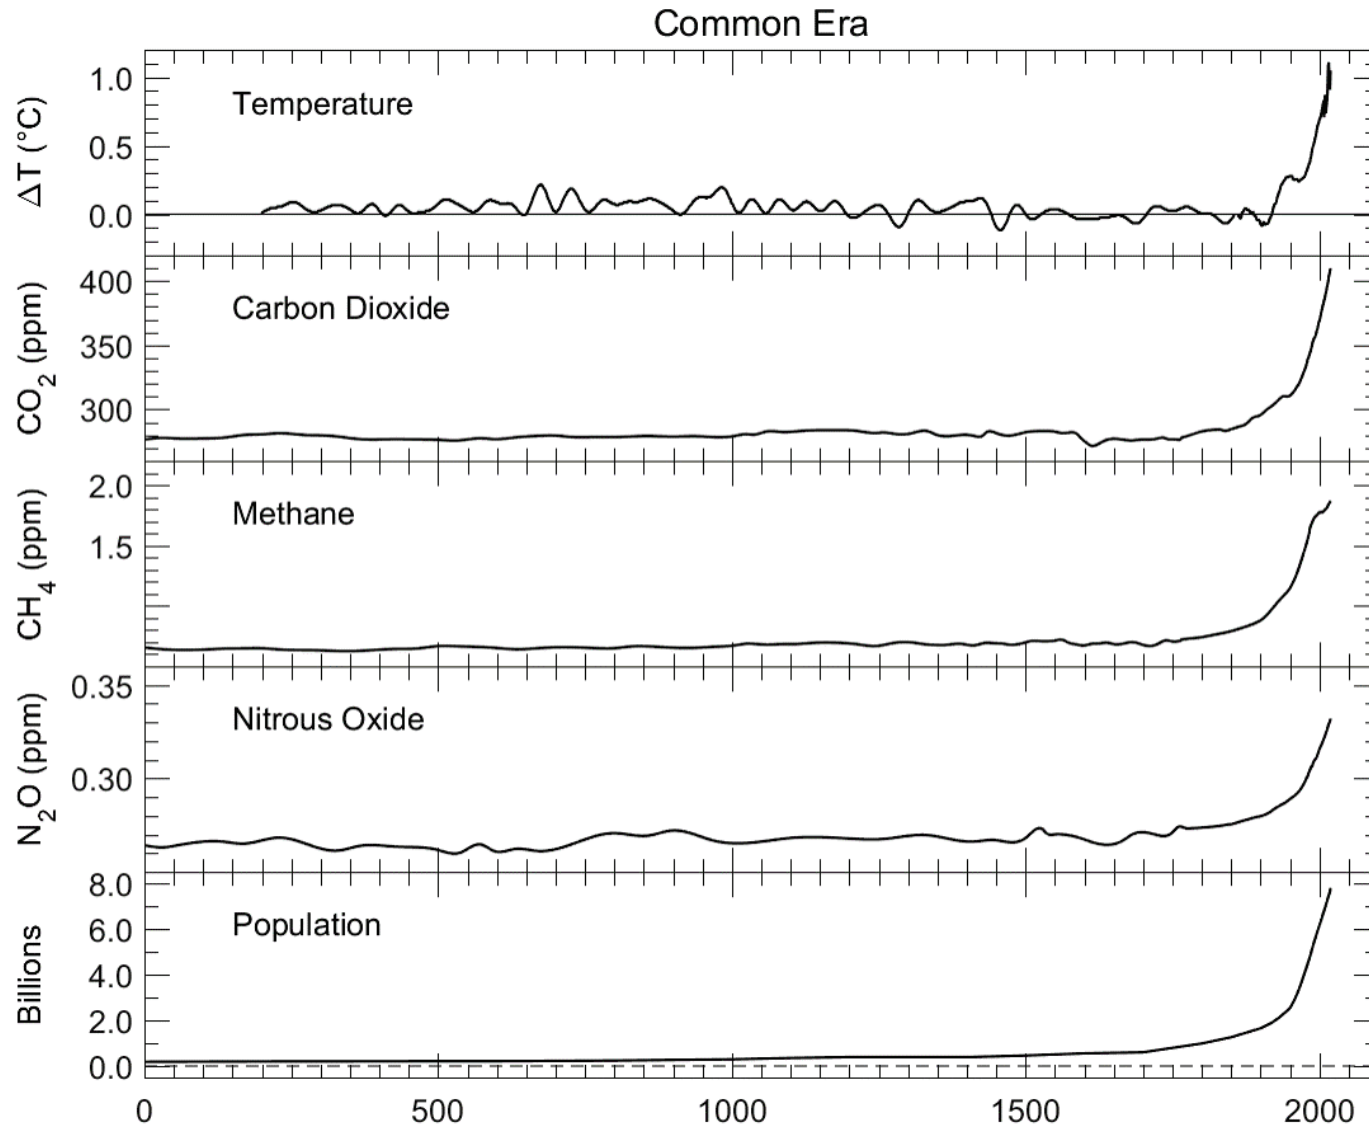 Common Era
ΔT (°C)
1.0
0.5
0.0
Temperature
CO₂ (ppm)
400
350
300
Carbon Dioxide
CH₄ (ppm)
2.0
1.5
Methane
N₂O (ppm)
0.35
0.30
Nitrous Oxide
Billions
8.0
6.0
4.0
2.0
0.0
Population
0 500 1000 1500 2000